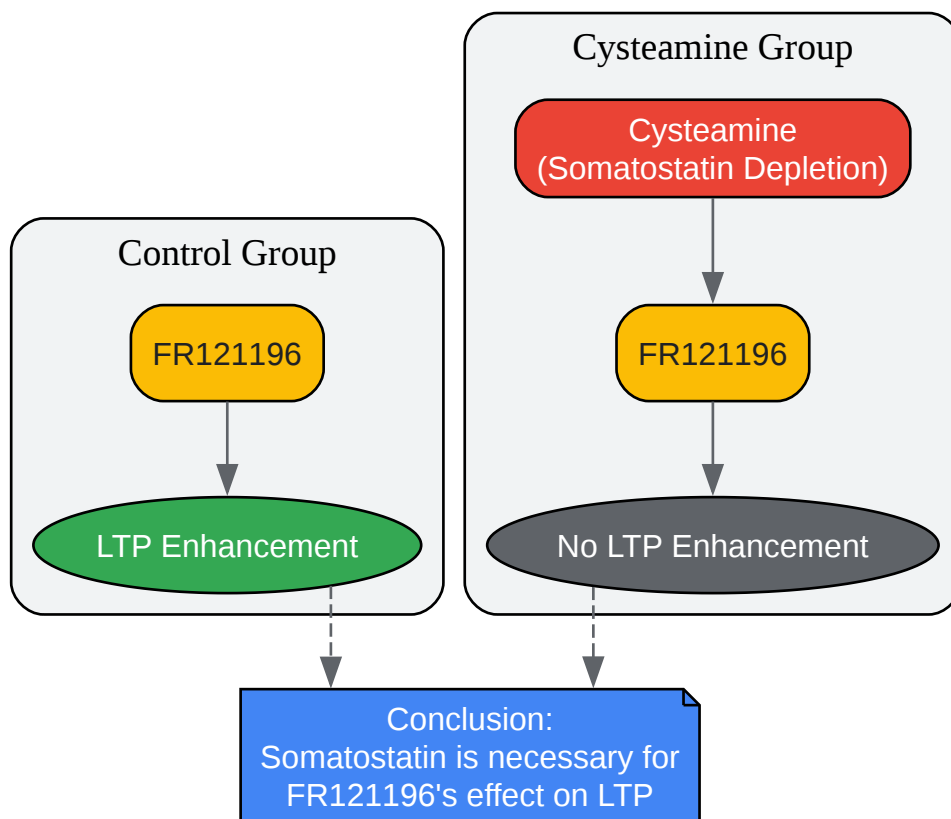 Control Group
FR121196
LTP Enhancement
Cysteamine Group
Cysteamine
(Somatostatin Depletion)
FR121196
No LTP Enhancement
Conclusion:
Somatostatin is necessary for
FR121196's effect on LTP